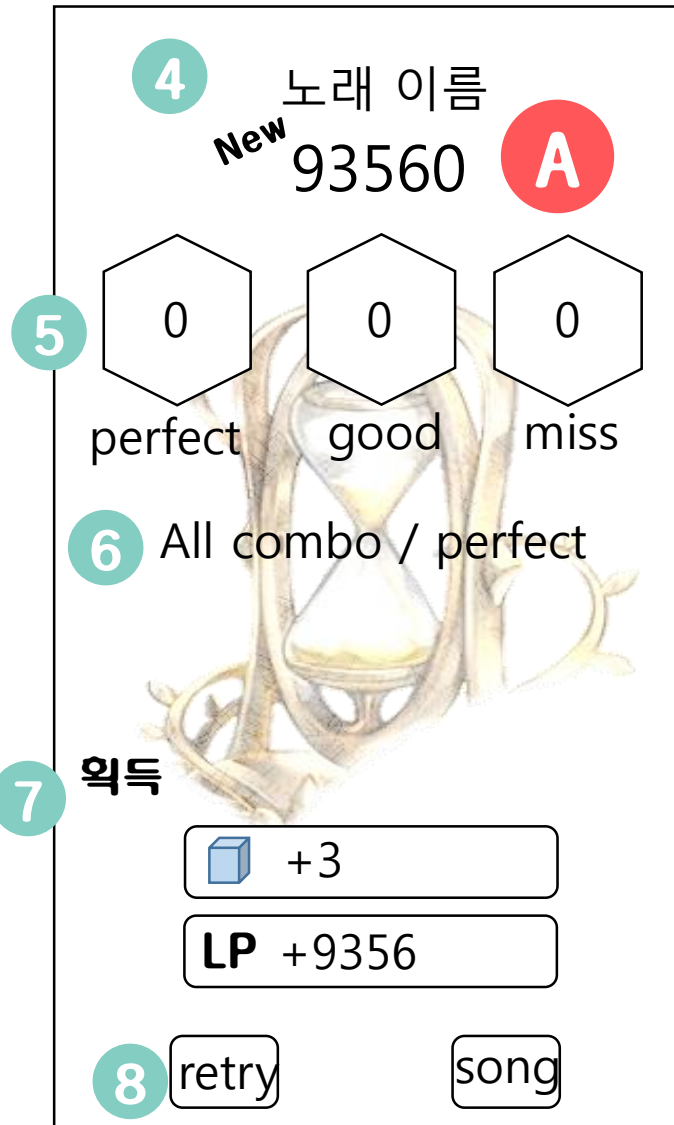 4 노래 이름
New 93560 A
0 0 0
5
perfect good miss
6 All combo / perfect
7 획득
+3
LP +9356
8 retry song